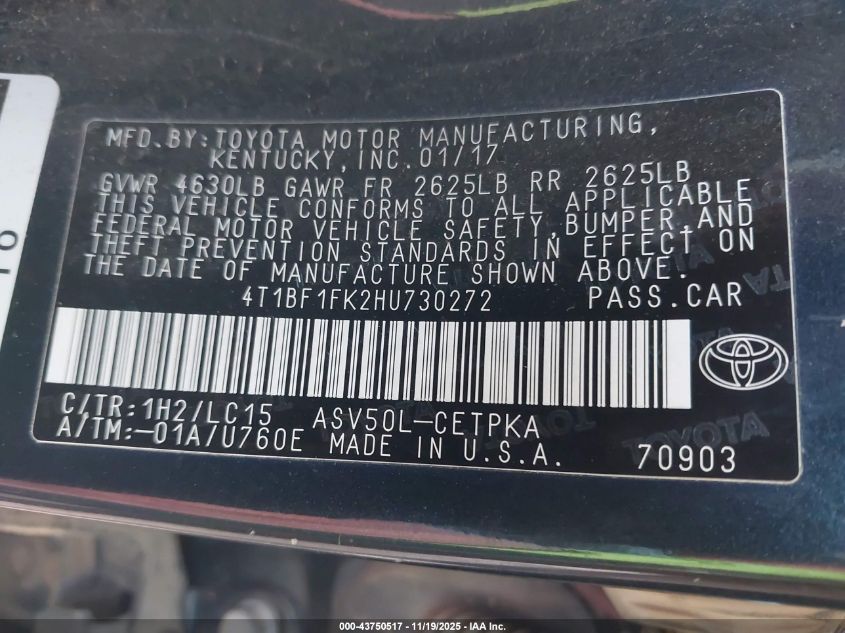 MFD. BY: TOYOTA MOTOR MANUFACTURING,
KENTUCKY, INC. 01/17
GVWR 4630LB GAWR FR 2625LB RR 2625LB
THIS VEHICLE CONFORMS TO ALL APPLICABLE
FEDERAL MOTOR VEHICLE SAFETY, BUMPER, AND
THEFT PREVENTION STANDARDS IN EFFECT ON
THE DATE OF MANUFACTURE SHOWN ABOVE.
4T1BF1FK2HU730272 PASS. CAR
C/TR: 1H2/LC15 ASV50L-CETPKA
A/TM:-01A/U760E MADE IN U.S.A. 70903
TOYOTA
000-43750517 - 11/19/2025 - IAA Inc.